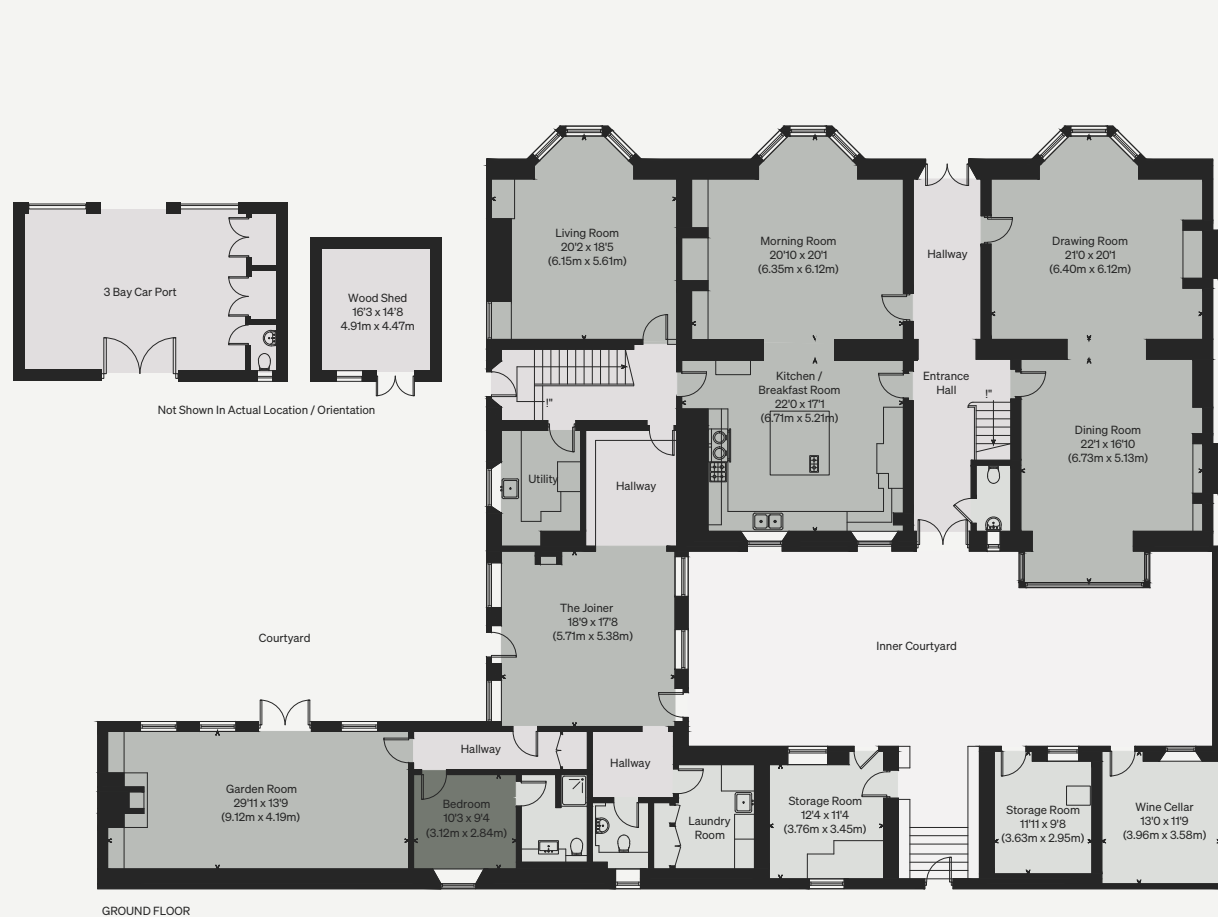 Living Room
20'2 x 18'5
(6.15m x 5.61m)
Morning Room
20'10 x 20'1
(6.35m x 6.12m)
Hallway
Drawing Room
21'0 x 20'1
(6.40m x 6.12m)
3 Bay Car Port
Wood Shed
16'3 x 14'8
4.91m x 4.47m
Not Shown In Actual Location / Orientation
Kitchen /
Breakfast Room
22'0 x 17'1
(6.71m x 5.21m)
Entrance
Hall
!"
!"
Dining Room
22'1 x 16'10
(6.73m x 5.13m)
Utility
Hallway
The Joiner
18'9 x 17'8
(5.71m x 5.38m)
Courtyard
Inner Courtyard
Hallway
Hallway
Garden Room
29'11 x 13'9
(9.12m x 4.19m)
Bedroom
10'3 x 9'4
(3.12m x 2.84m)
Laundry
Room
Storage Room
12'4 x 11'4
(3.76m x 3.45m)
Storage Room
11'11 x 9'8
(3.63m x 2.95m)
Wine Cellar
13'0 x 11'9
(3.96m x 3.58m)
GROUND FLOOR